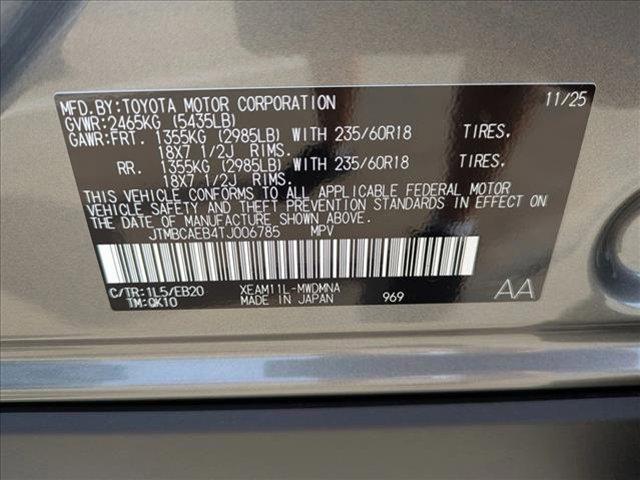 MFD.BY:TOYOTA MOTOR CORPORATION 11/25
GVWR:2465KG (5435LB)
GAWR:FRT. 1355KG (2985LB) WITH 235/60R18 TIRES.
18X7 1/2J RIMS.
RR. 1355KG (2985LB) WITH 235/60R18 TIRES.
18X7 1/2J RIMS.
THIS VEHICLE CONFORMS TO ALL APPLICABLE FEDERAL MOTOR
VEHICLE SAFETY AND THEFT PREVENTION STANDARDS IN EFFECT ON
THE DATE OF MANUFACTURE SHOWN ABOVE.
JTMBCAEB4TJ006785 MPV
C/TR:1L5/EB20 XEAM11L-MWDMNA AA
TM:QK10 MADE IN JAPAN 969